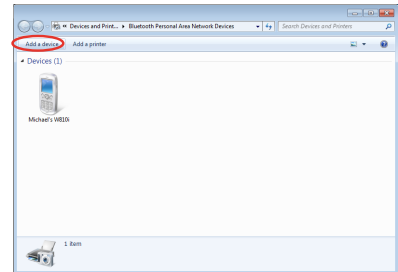 « Devices and Print... ▸ Bluetooth Personal Area Network Devices
Search Devices and Printers
Add a device
Add a printer
Devices (1)
Michael's W810i
1 item